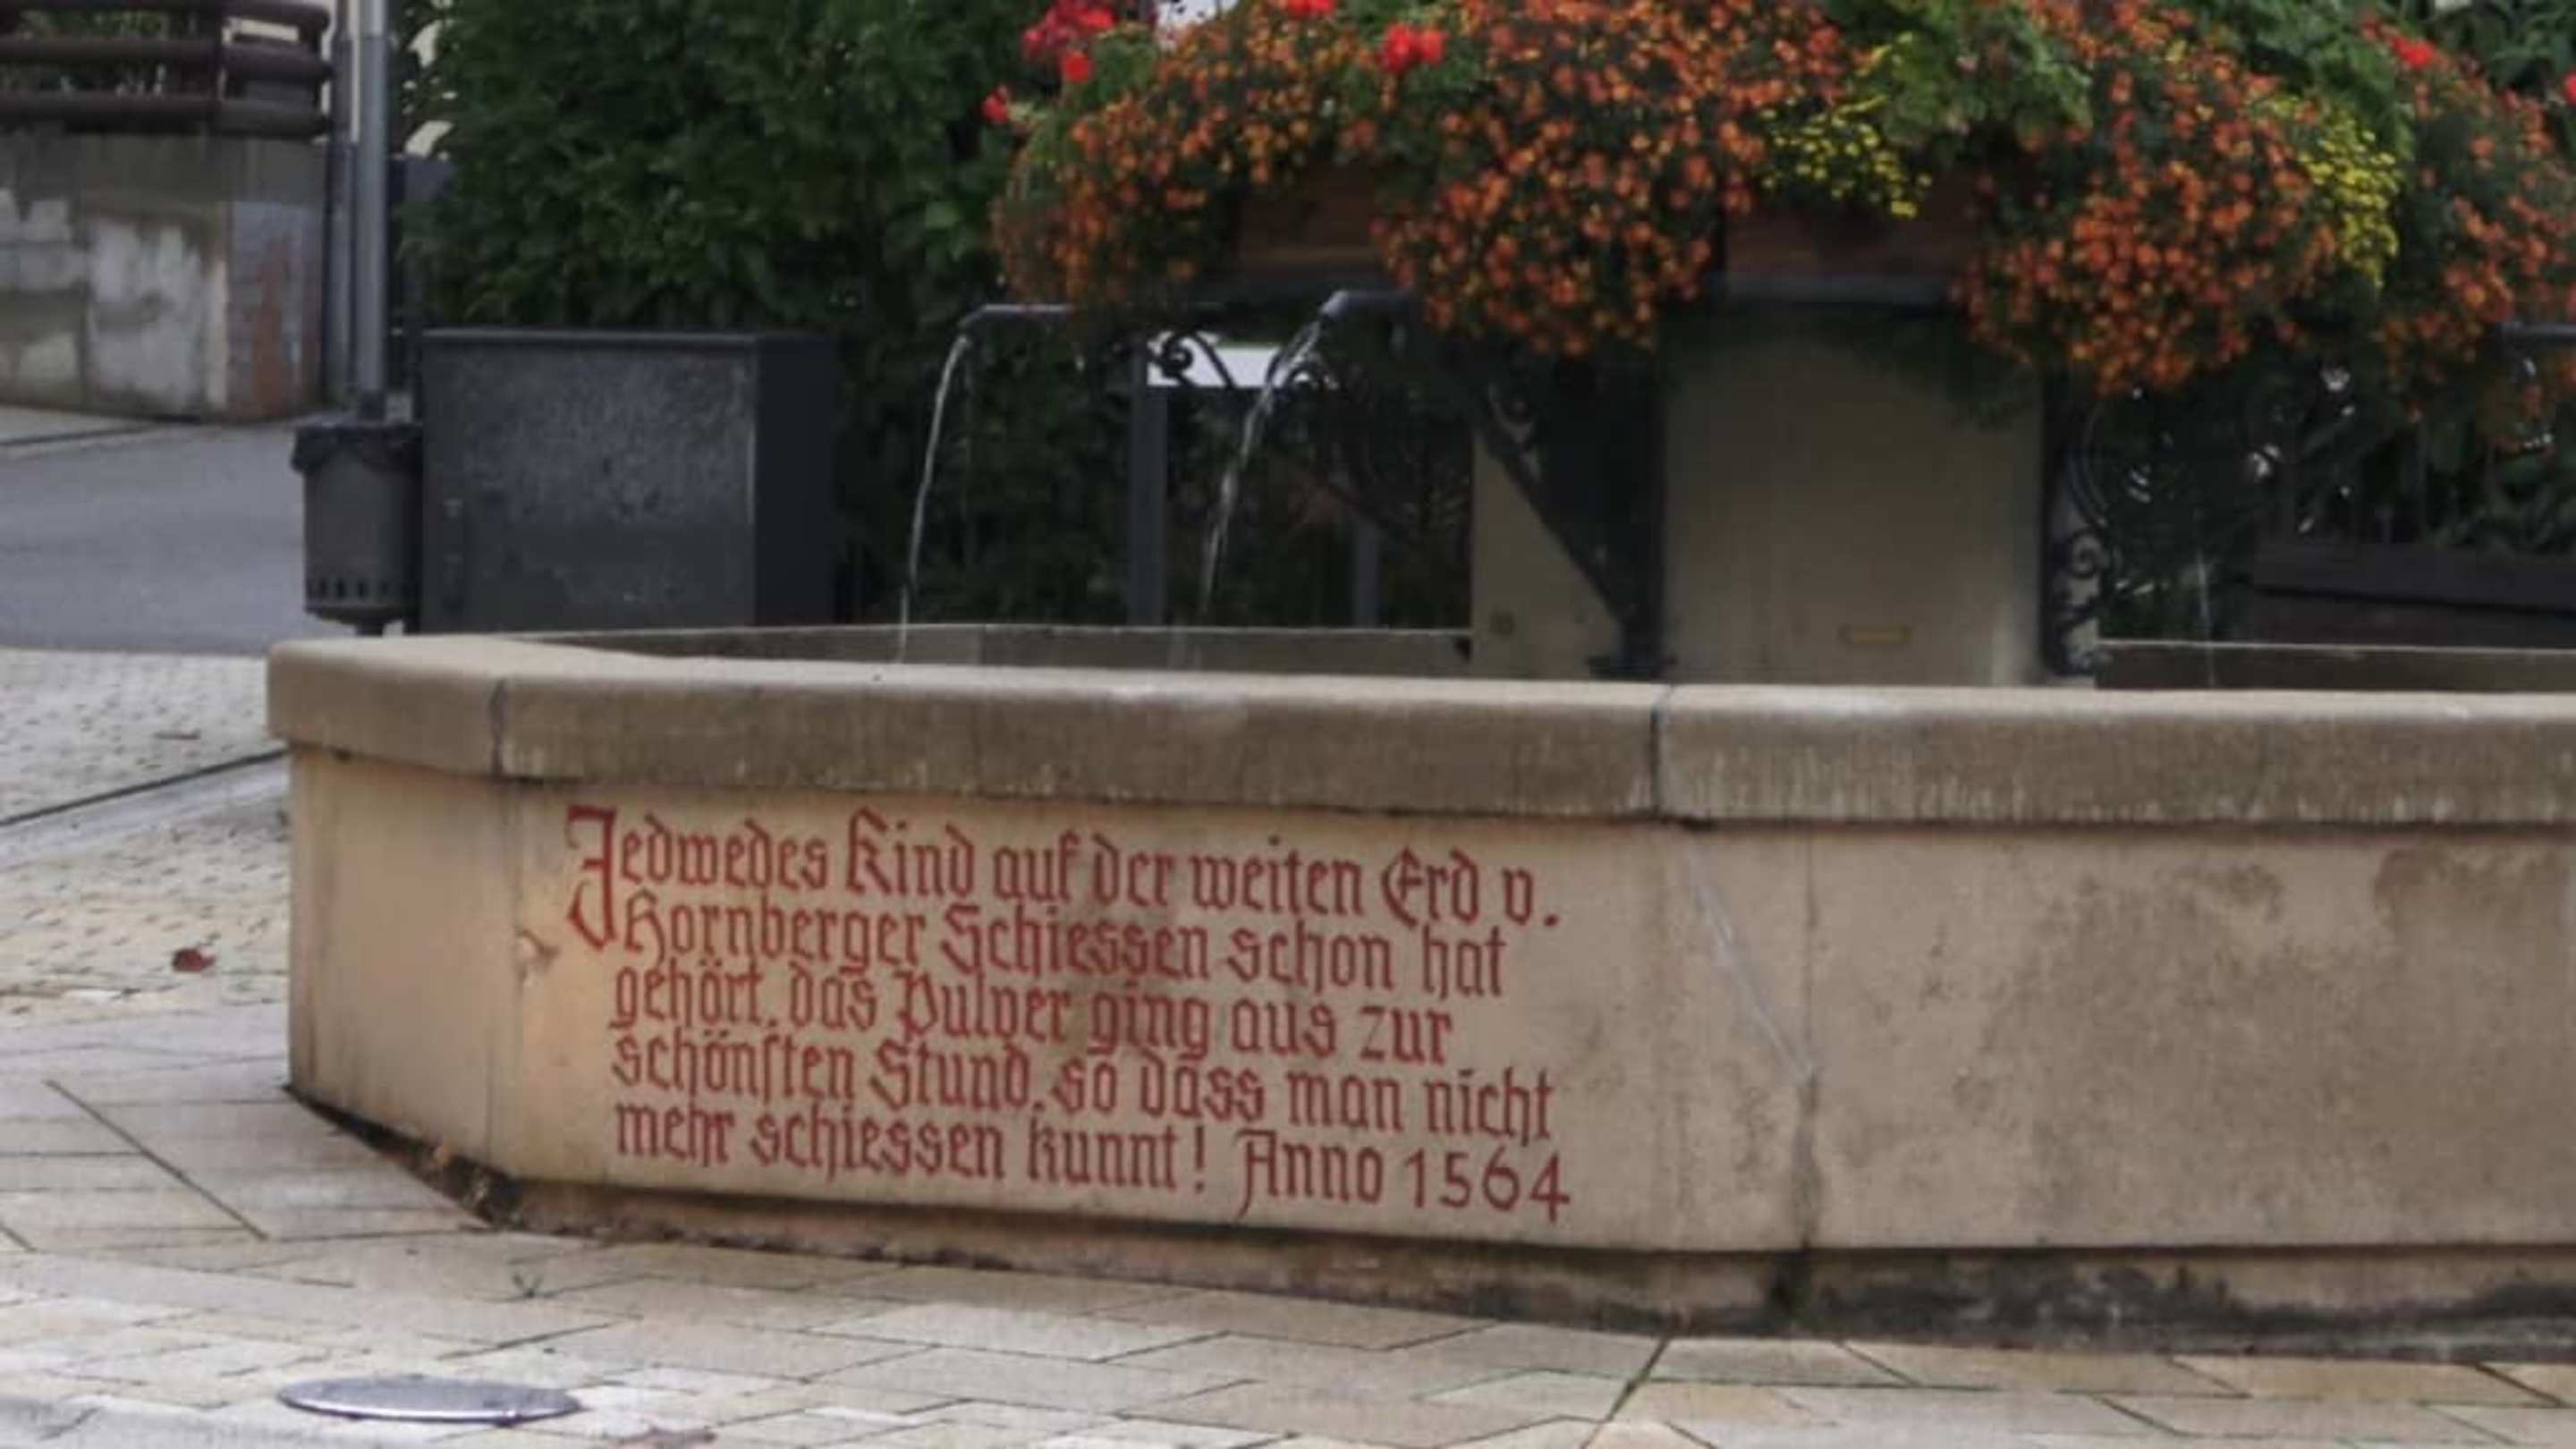 Jedwedes Kind auf der weiten Erd v.
Hornberger Schiessen schon hat
gehört, das Pulver ging aus zur
schönsten Stund, so dass man nicht
mehr schiessen kunnt! Anno 1564